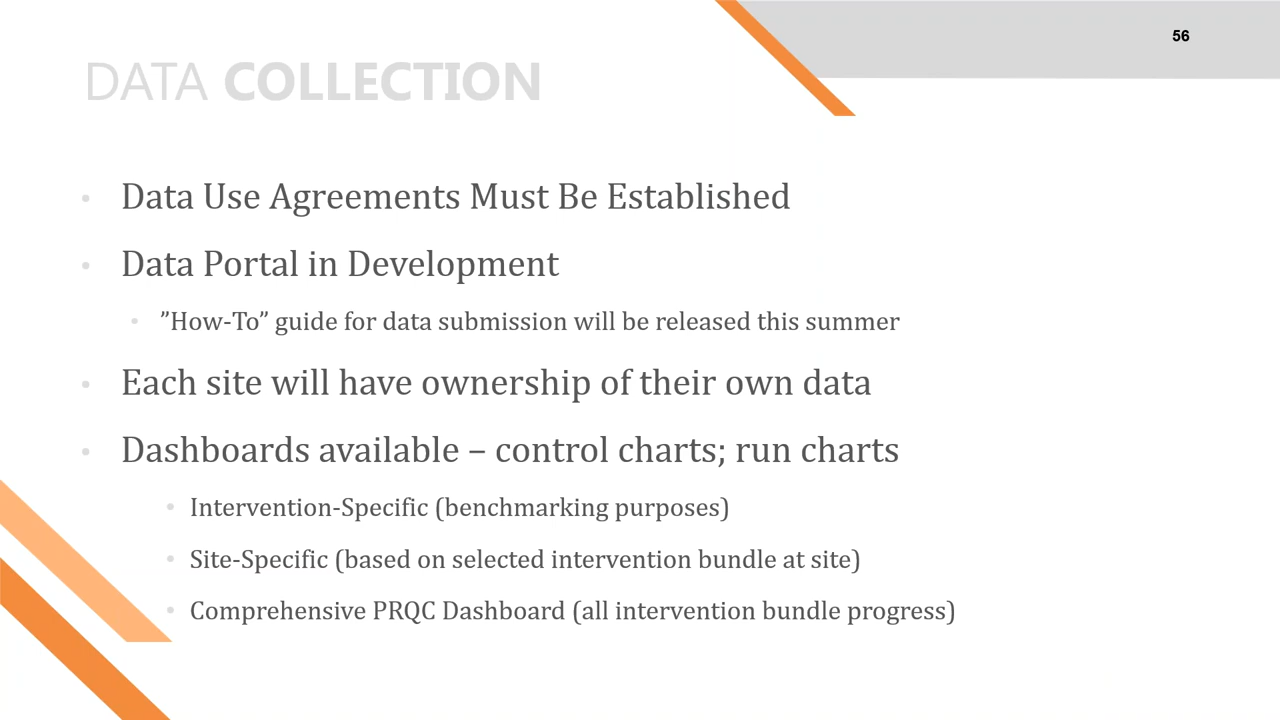 56
DATA COLLECTION
• Data Use Agreements Must Be Established
• Data Portal in Development
• ”How-To” guide for data submission will be released this summer
• Each site will have ownership of their own data
• Dashboards available – control charts; run charts
• Intervention-Specific (benchmarking purposes)
• Site-Specific (based on selected intervention bundle at site)
• Comprehensive PRQC Dashboard (all intervention bundle progress)